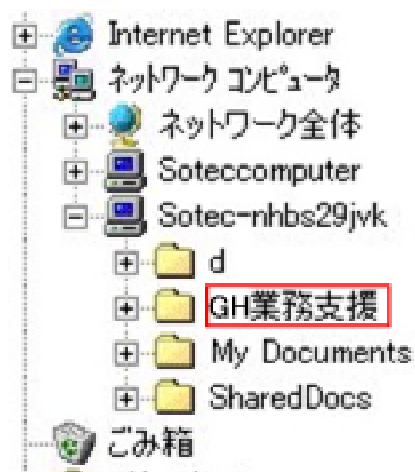 Internet Explorer
ネットワーク コンピュータ
ネットワーク全体
Soteccomputer
Sotec-nhbs29jvk
d
GH業務支援
My Documents
SharedDocs
ごみ箱